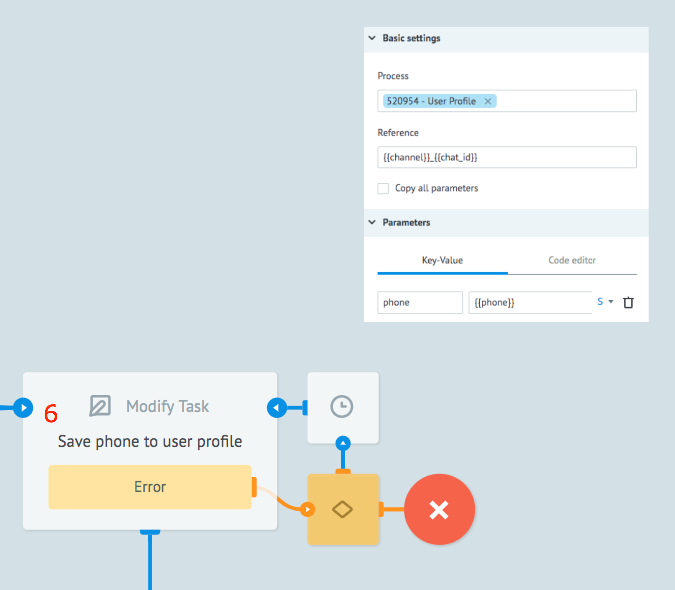 Basic settings
Process
520954 - User Profile ×
Reference
{{channel}}_{{chat_id}}
Copy all parameters
Parameters
Key-Value Code editor
phone {{phone}} S
6 Modify Task
Save phone to user profile
Error